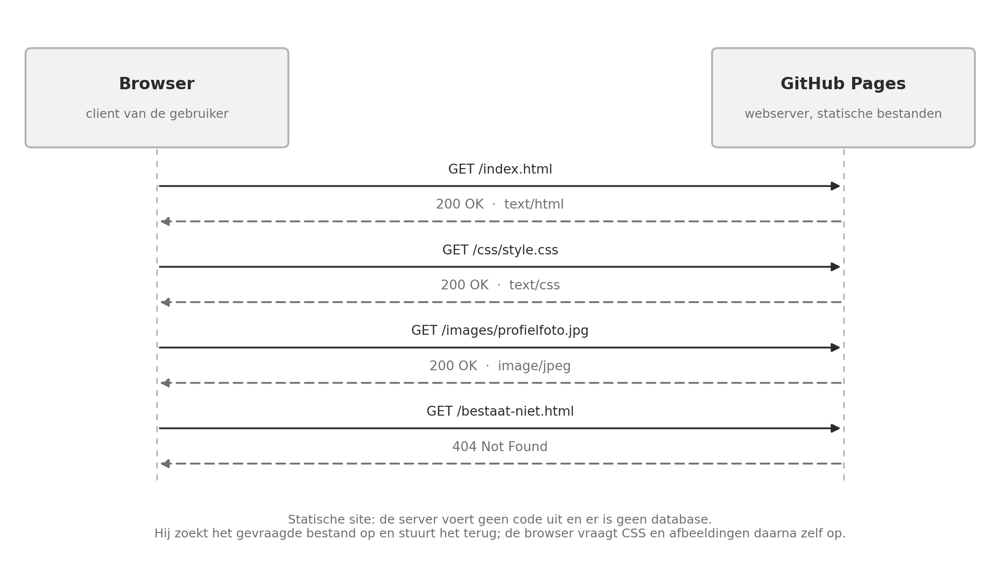 Browser
client van de gebruiker
GitHub Pages
webserver, statische bestanden
GET /index.html
200 OK · text/html
GET /css/style.css
200 OK · text/css
GET /images/profielfoto.jpg
200 OK · image/jpeg
GET /bestaat-niet.html
404 Not Found
Statische site: de server voert geen code uit en er is geen database.
Hij zoekt het gevraagde bestand op en stuurt het terug; de browser vraagt CSS en afbeeldingen daarna zelf op.